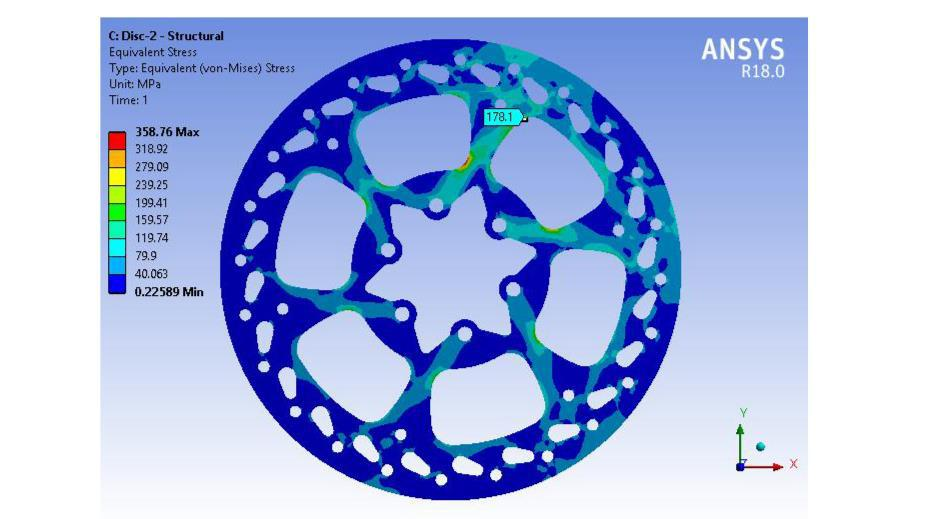 C: Disc-2 - Structural
Equivalent Stress
Type: Equivalent (von-Mises) Stress
Unit: MPa
Time: 1
ANSYS
R18.0
358.76 Max
318.92
279.09
239.25
199.41
159.57
119.74
79.9
40.063
0.22589 Min
178.1
Y
Z
X